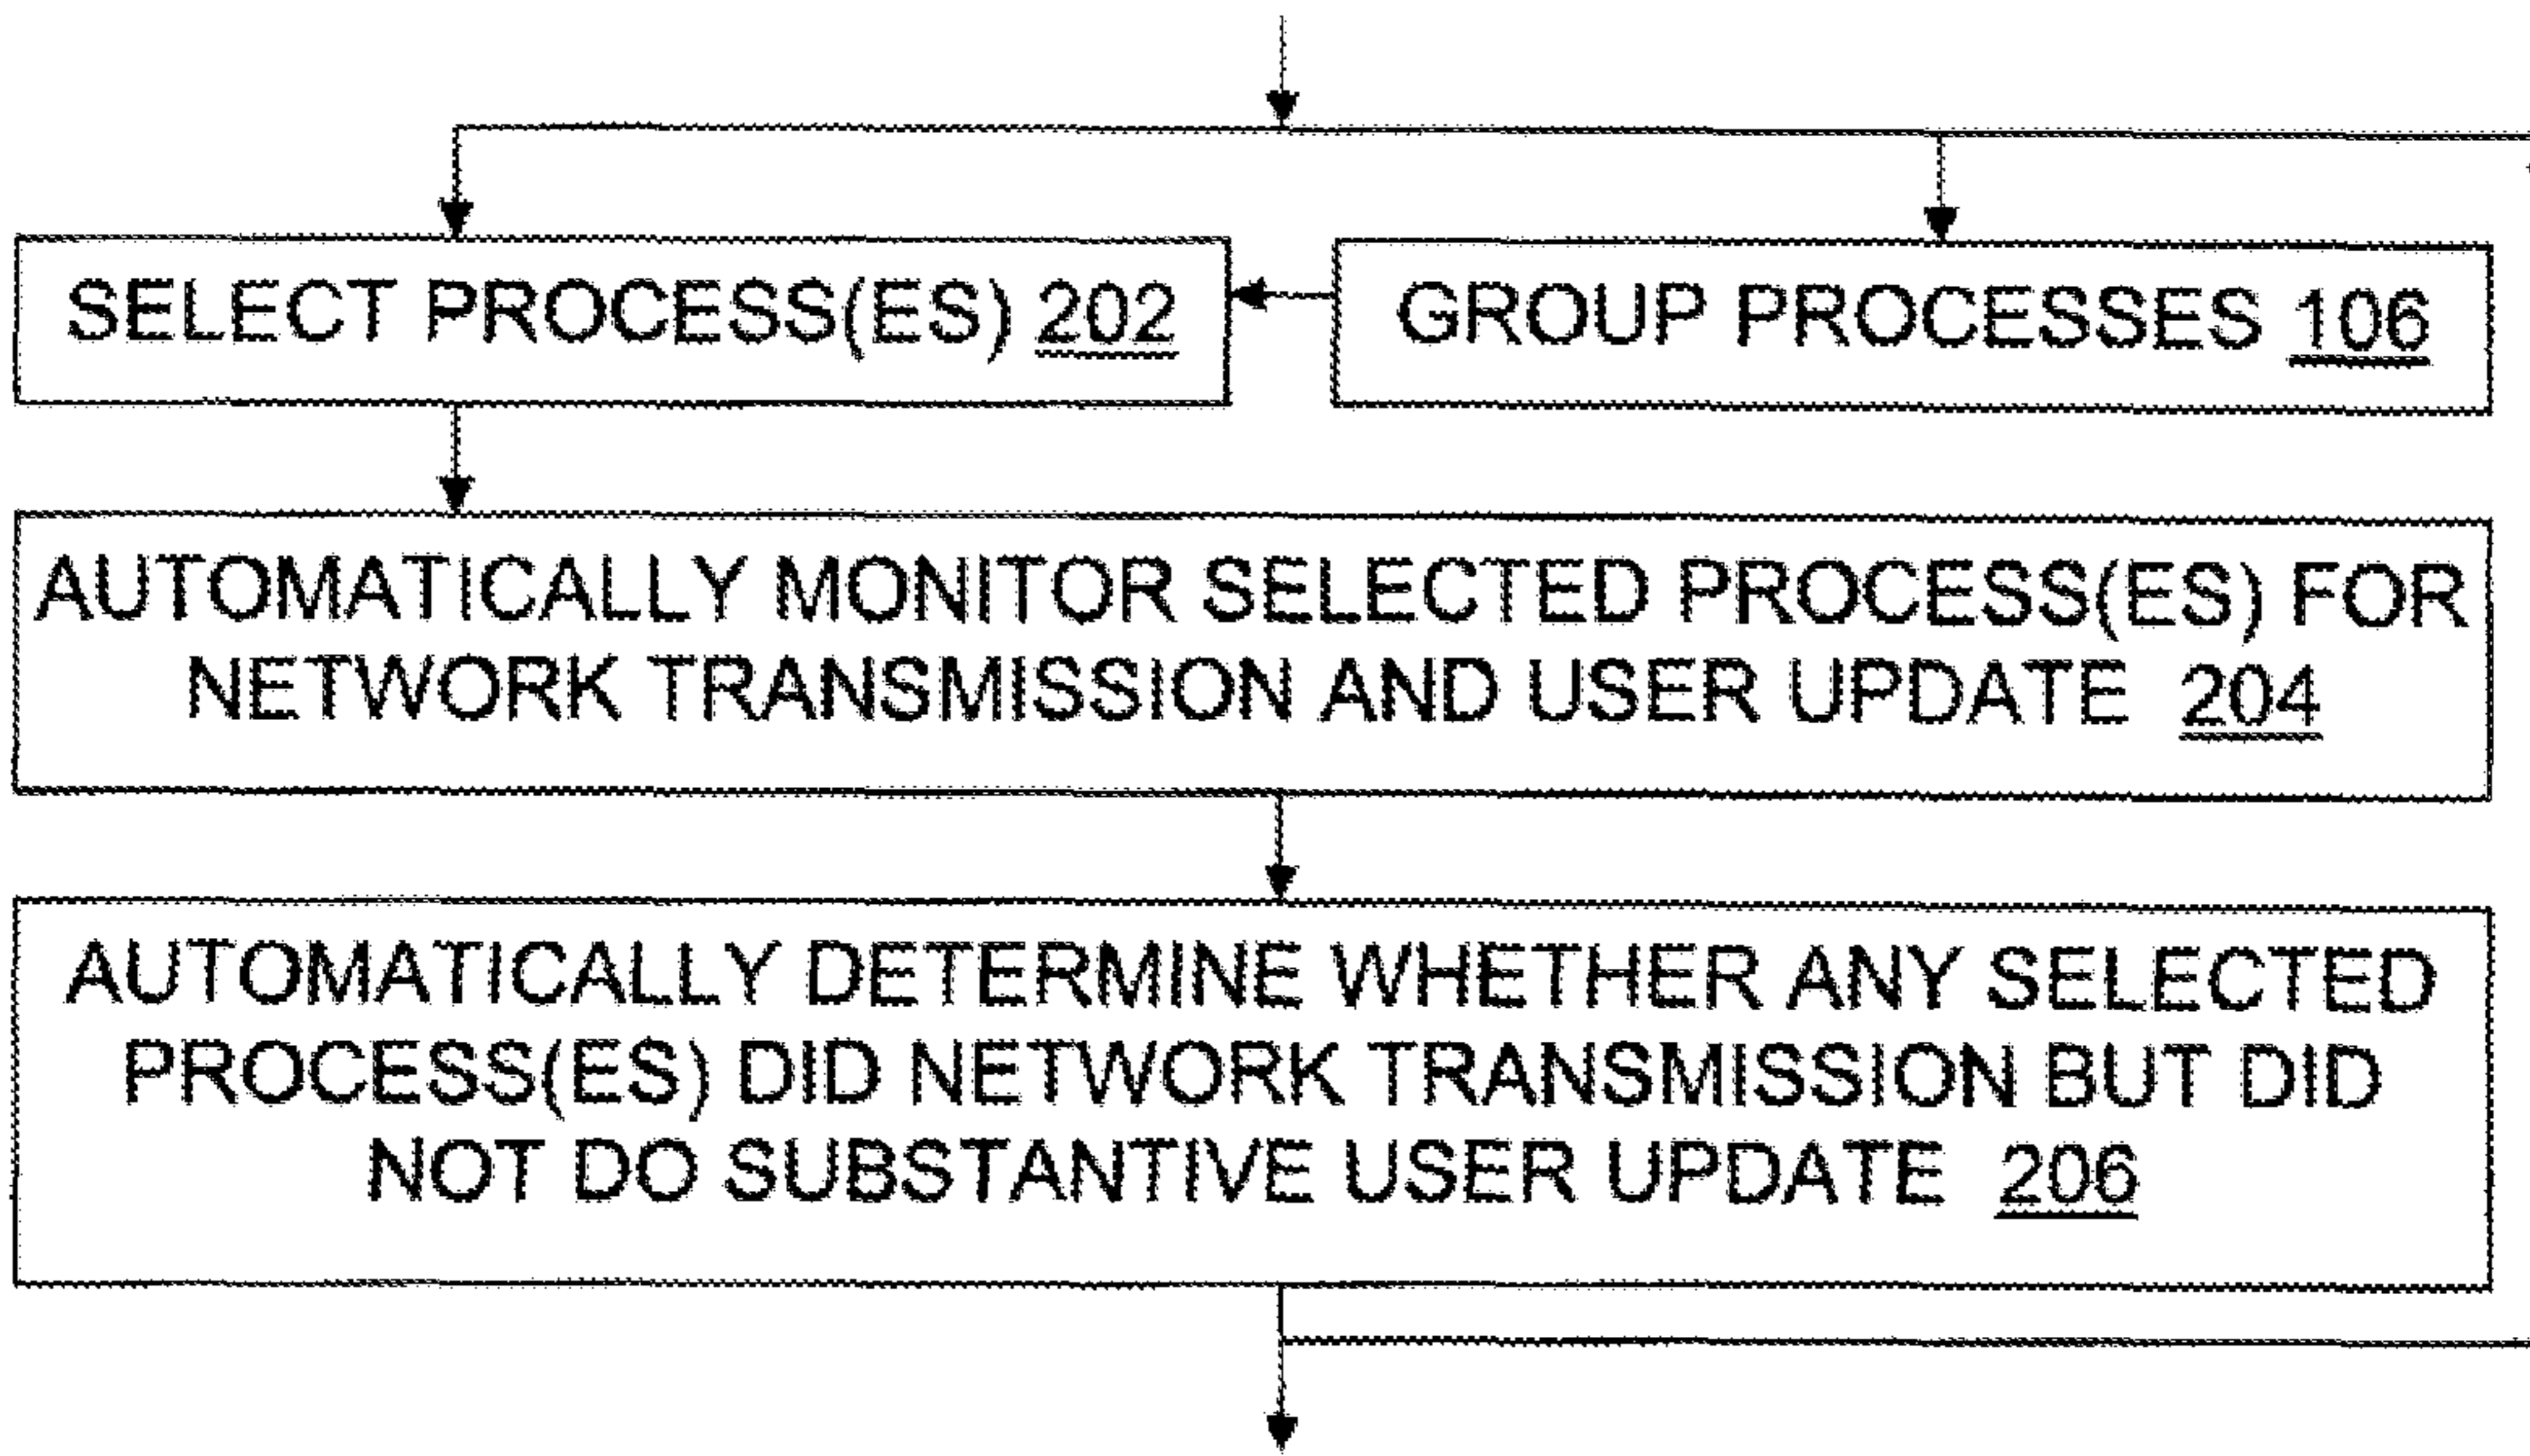 SELECT PROCESS(ES) 202
GROUP PROCESSES 106
AUTOMATICALLY MONITOR SELECTED PROCESS(ES) FOR
NETWORK TRANSMISSION AND USER UPDATE 204
AUTOMATICALLY DETERMINE WHETHER ANY SELECTED
PROCESS(ES) DID NETWORK TRANSMISSION BUT DID
NOT DO SUBSTANTIVE USER UPDATE 206